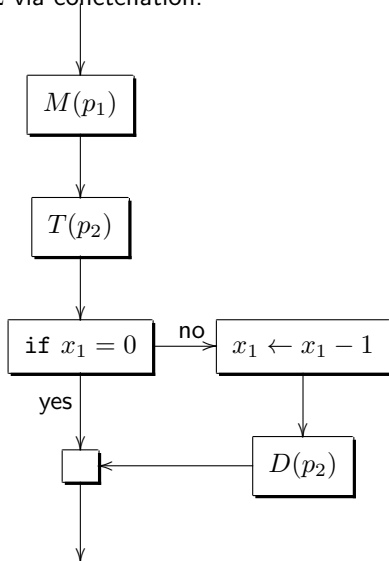 via concatenation.
M(p₁)
T(p₂)
if x₁ = 0
no
x₁ ← x₁ − 1
yes
D(p₂)